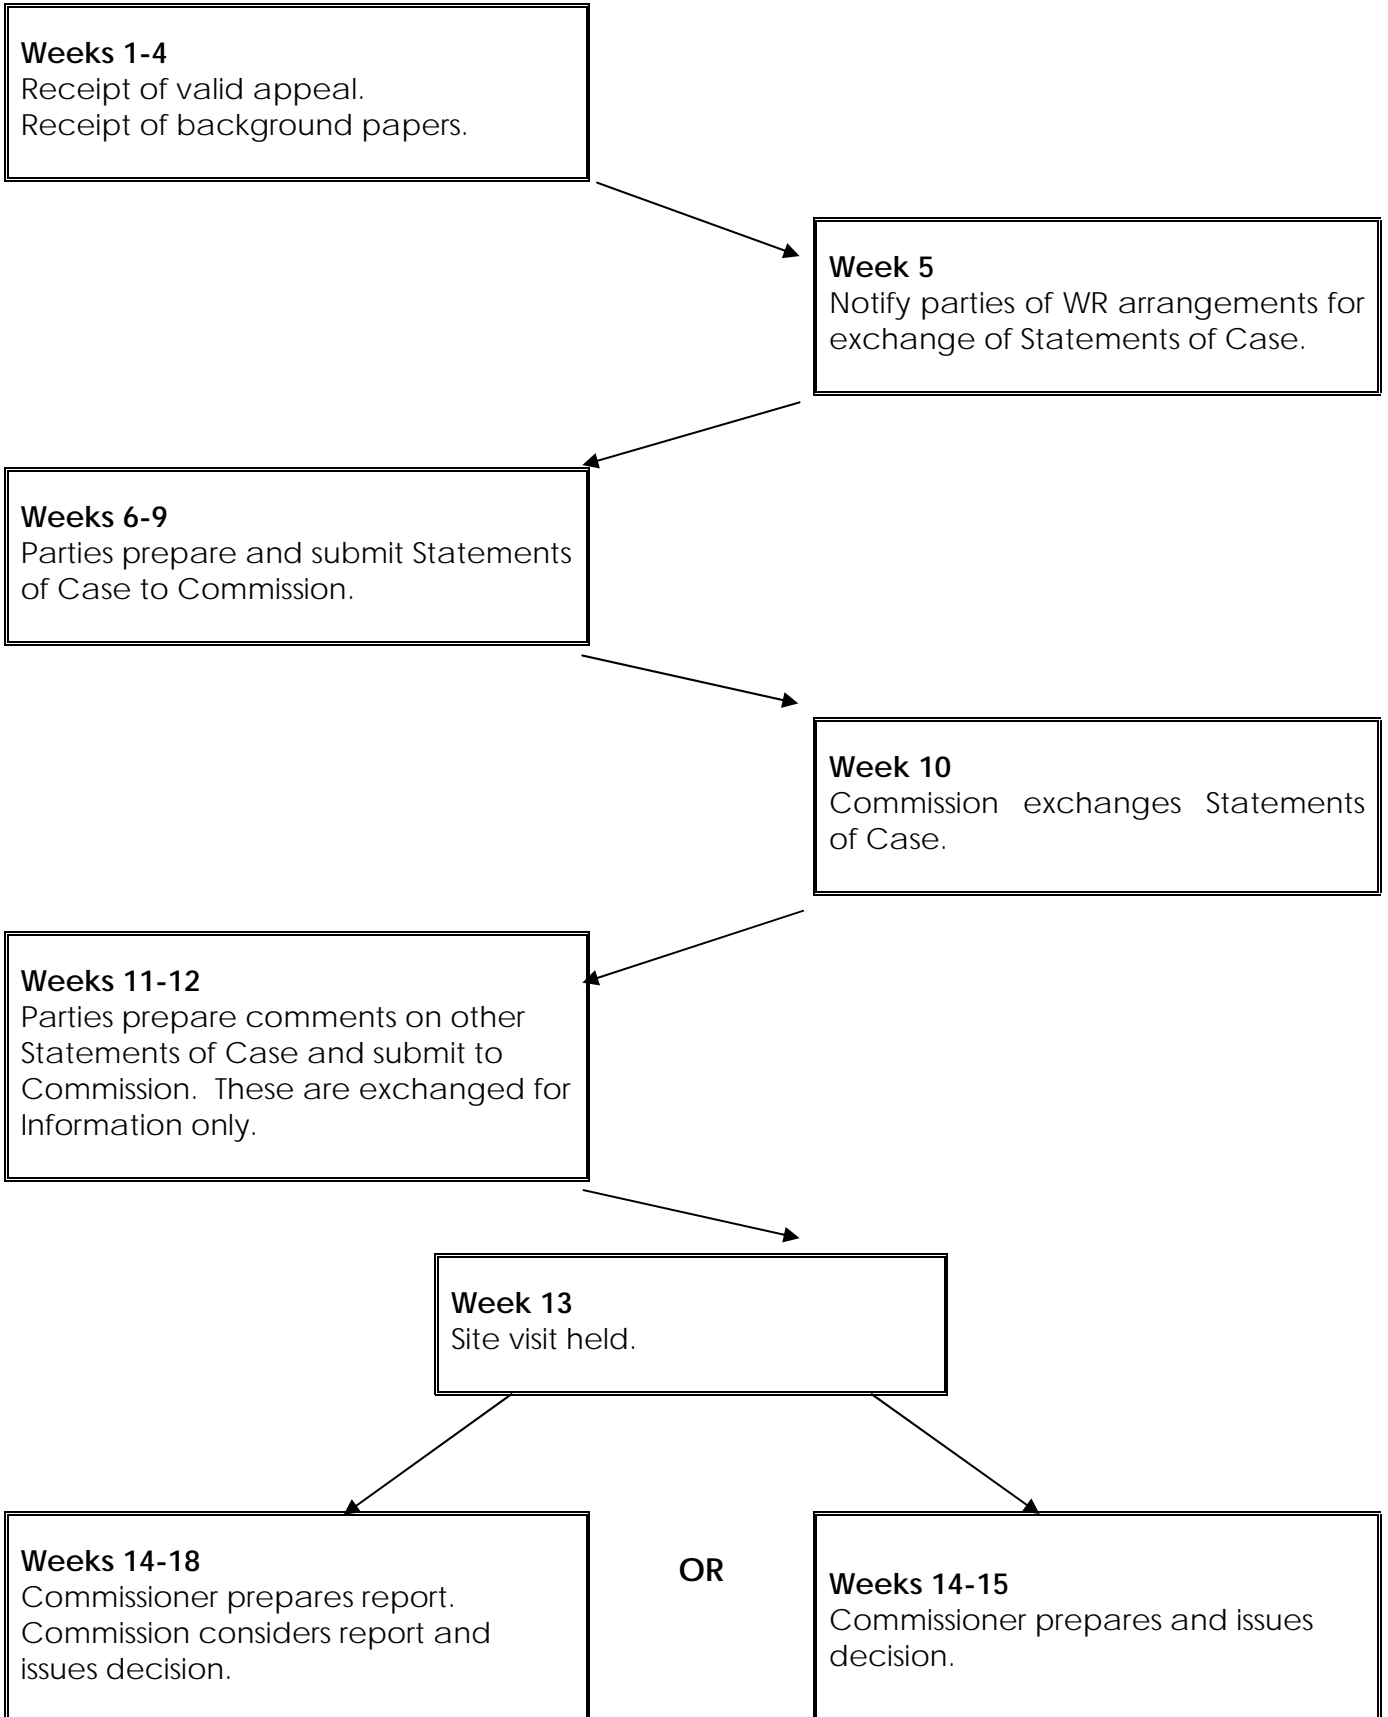 Weeks 1-4
Receipt of valid appeal.
Receipt of background papers.
Week 5
Notify parties of WR arrangements for
exchange of Statements of Case.
Weeks 6-9
Parties prepare and submit Statements
of Case to Commission.
Week 10
Commission exchanges Statements
of Case.
Weeks 11-12
Parties prepare comments on other
Statements of Case and submit to
Commission.  These are exchanged for
Information only.
Week 13
Site visit held.
Weeks 14-18
Commissioner prepares report.
Commission considers report and
issues decision.
OR
Weeks 14-15
Commissioner prepares and issues
decision.